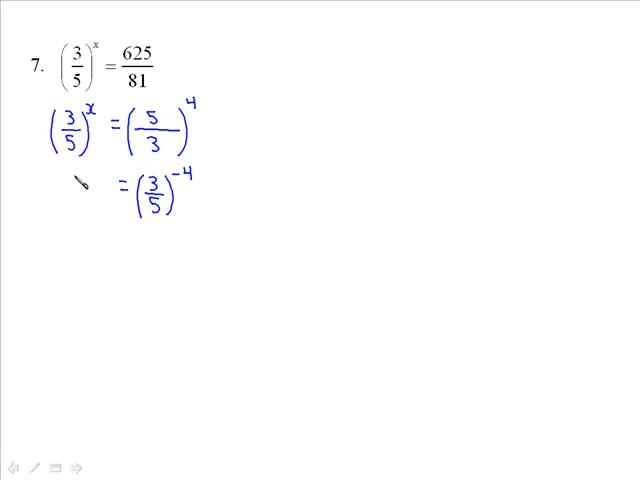 7. (3/5)^x = 625/81
(3/5)^x = (5/3)^4
= (3/5)^-4